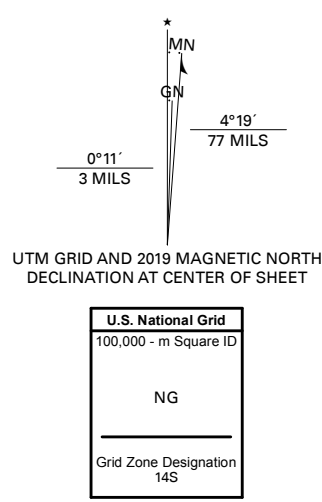 MN
GN
4°19´
77 MILS
0°11´
3 MILS
UTM GRID AND 2019 MAGNETIC NORTH
DECLINATION AT CENTER OF SHEET
U.S. National Grid
100,000 - m Square ID
NG
Grid Zone Designation
14S